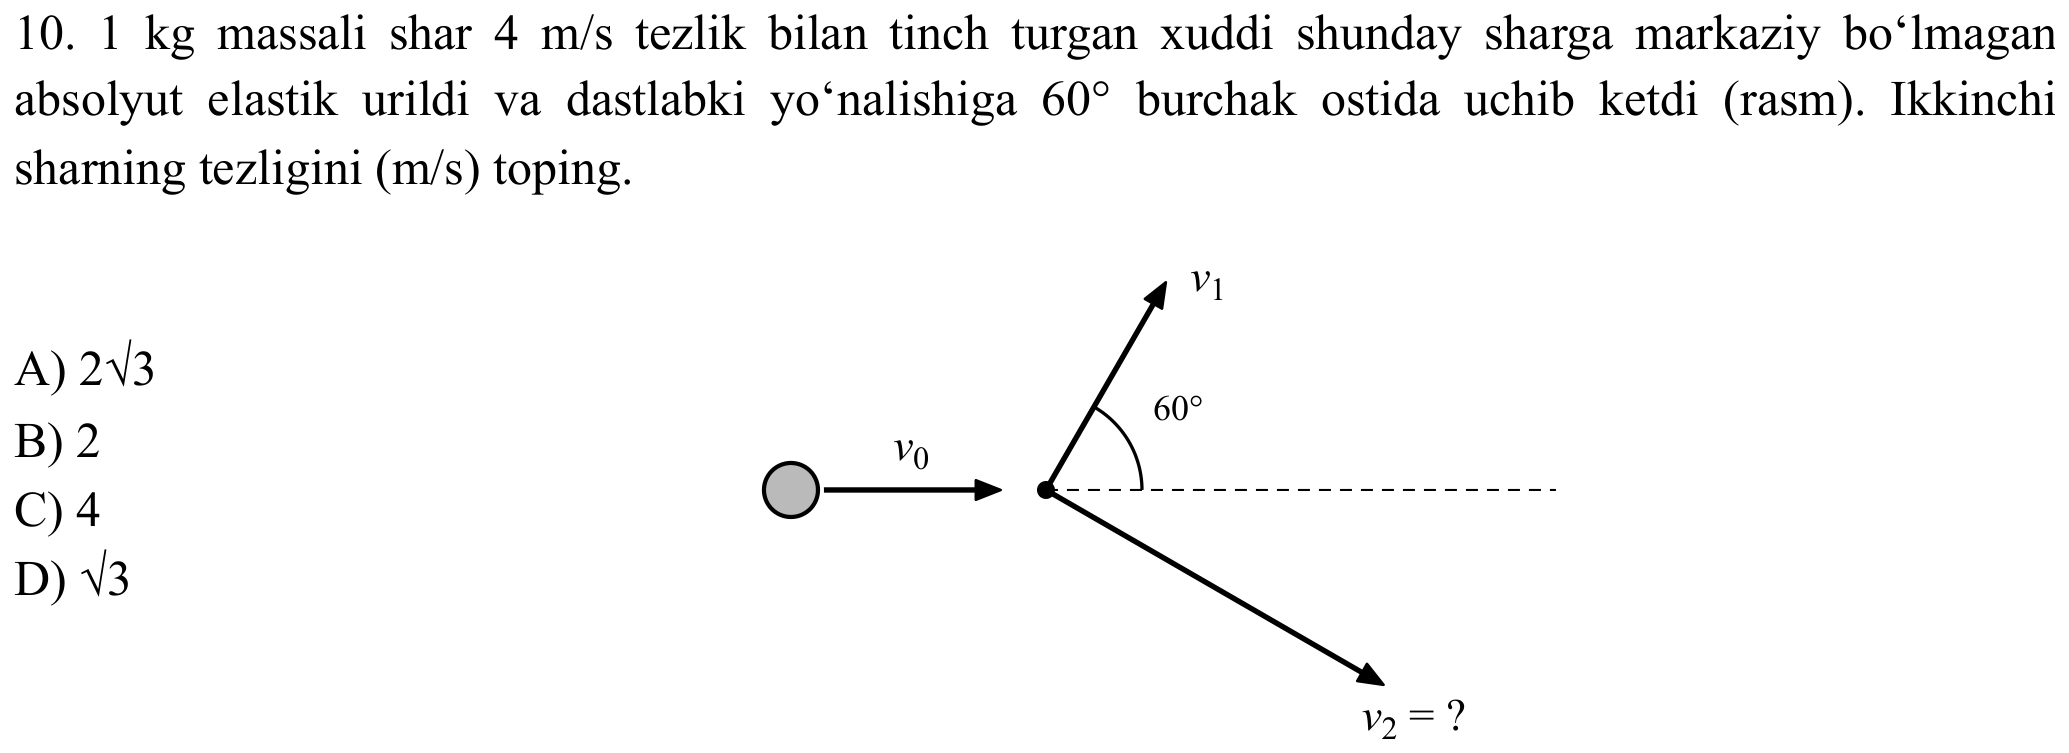 10. 1 kg massali shar 4 m/s tezlik bilan tinch turgan xuddi shunday sharga markaziy bo‘lmagan
absolyut elastik urildi va dastlabki yo‘nalishiga 60° burchak ostida uchib ketdi (rasm). Ikkinchi
sharning tezligini (m/s) toping.
v₁
A) 2√3
60°
B) 2
v₀
C) 4
D) √3
v₂ = ?